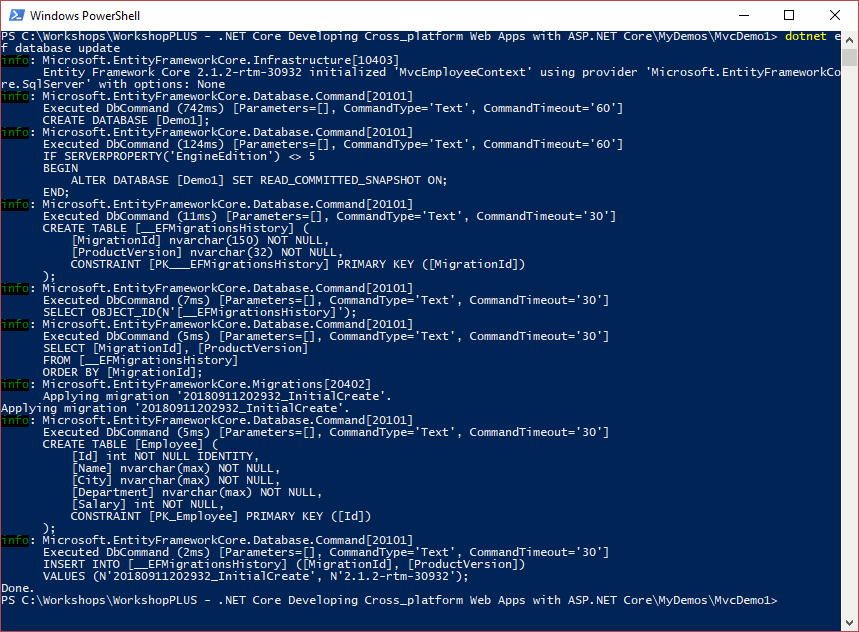 Windows PowerShell
PS C:\Workshops\WorkshopPLUS - .NET Core Developing Cross_platform Web Apps with ASP.NET Core\MyDemos\MvcDemo1> dotnet e
f database update
info: Microsoft.EntityFrameworkCore.Infrastructure[10403]
      Entity Framework Core 2.1.2-rtm-30932 initialized 'MvcEmployeeContext' using provider 'Microsoft.EntityFrameworkCo
re.SqlServer' with options: None
info: Microsoft.EntityFrameworkCore.Database.Command[20101]
      Executed DbCommand (742ms) [Parameters=[], CommandType='Text', CommandTimeout='60']
      CREATE DATABASE [Demo1];
info: Microsoft.EntityFrameworkCore.Database.Command[20101]
      Executed DbCommand (124ms) [Parameters=[], CommandType='Text', CommandTimeout='60']
      IF SERVERPROPERTY('EngineEdition') <> 5
      BEGIN
          ALTER DATABASE [Demo1] SET READ_COMMITTED_SNAPSHOT ON;
      END;
info: Microsoft.EntityFrameworkCore.Database.Command[20101]
      Executed DbCommand (11ms) [Parameters=[], CommandType='Text', CommandTimeout='30']
      CREATE TABLE [__EFMigrationsHistory] (
          [MigrationId] nvarchar(150) NOT NULL,
          [ProductVersion] nvarchar(32) NOT NULL,
          CONSTRAINT [PK___EFMigrationsHistory] PRIMARY KEY ([MigrationId])
      );
info: Microsoft.EntityFrameworkCore.Database.Command[20101]
      Executed DbCommand (7ms) [Parameters=[], CommandType='Text', CommandTimeout='30']
      SELECT OBJECT_ID(N'[__EFMigrationsHistory]');
info: Microsoft.EntityFrameworkCore.Database.Command[20101]
      Executed DbCommand (5ms) [Parameters=[], CommandType='Text', CommandTimeout='30']
      SELECT [MigrationId], [ProductVersion]
      FROM [__EFMigrationsHistory]
      ORDER BY [MigrationId];
info: Microsoft.EntityFrameworkCore.Migrations[20402]
      Applying migration '20180911202932_InitialCreate'.
Applying migration '20180911202932_InitialCreate'.
info: Microsoft.EntityFrameworkCore.Database.Command[20101]
      Executed DbCommand (5ms) [Parameters=[], CommandType='Text', CommandTimeout='30']
      CREATE TABLE [Employee] (
          [Id] int NOT NULL IDENTITY,
          [Name] nvarchar(max) NOT NULL,
          [City] nvarchar(max) NOT NULL,
          [Department] nvarchar(max) NOT NULL,
          [Salary] int NOT NULL,
          CONSTRAINT [PK_Employee] PRIMARY KEY ([Id])
      );
info: Microsoft.EntityFrameworkCore.Database.Command[20101]
      Executed DbCommand (2ms) [Parameters=[], CommandType='Text', CommandTimeout='30']
      INSERT INTO [__EFMigrationsHistory] ([MigrationId], [ProductVersion])
      VALUES (N'20180911202932_InitialCreate', N'2.1.2-rtm-30932');
Done.
PS C:\Workshops\WorkshopPLUS - .NET Core Developing Cross_platform Web Apps with ASP.NET Core\MyDemos\MvcDemo1>